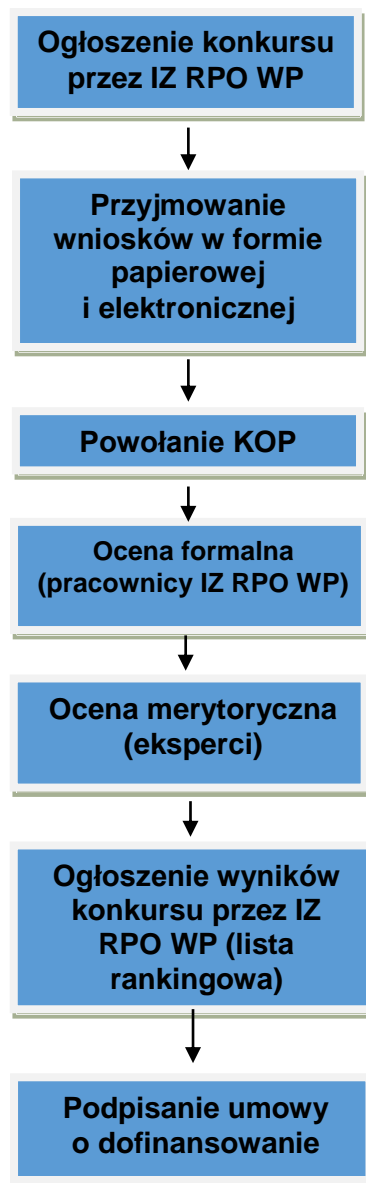 Ogłoszenie konkursu
przez IZ RPO WP
Przyjmowanie
wniosków w formie
papierowej
i elektronicznej
Powołanie KOP
Ocena formalna
(pracownicy IZ RPO WP)
Ocena merytoryczna
(eksperci)
Ogłoszenie wyników
konkursu przez IZ
RPO WP (lista
rankingowa)
Podpisanie umowy
o dofinansowanie